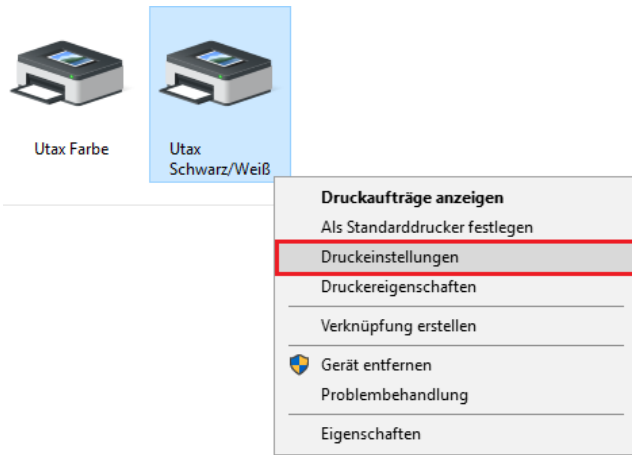 Utax Farbe
Utax
Schwarz/Weiß
Druckaufträge anzeigen
Als Standarddrucker festlegen
Druckeinstellungen
Druckereigenschaften
Verknüpfung erstellen
Gerät entfernen
Problembehandlung
Eigenschaften